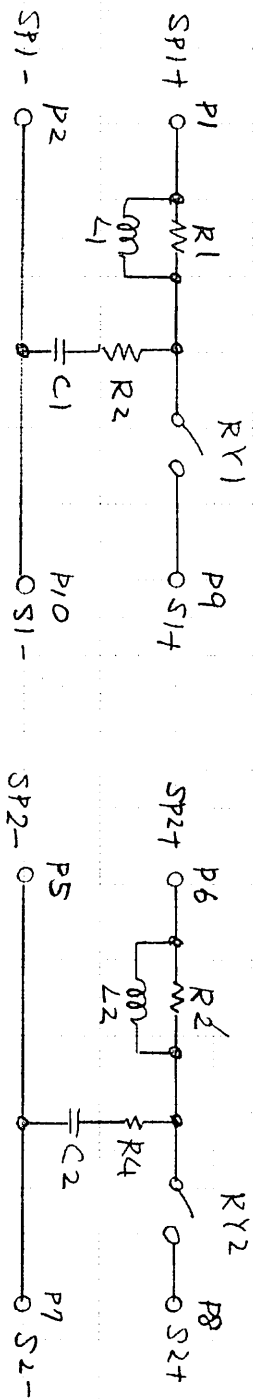 SP1+ P1
R1
L1
RY1
P9 S1+
R2
C1
SP1- P2
P10 S1-
SP2+ P6
R2
L2
RY2
P8 S2+
R4
C2
SP2- P5
P7 S2-